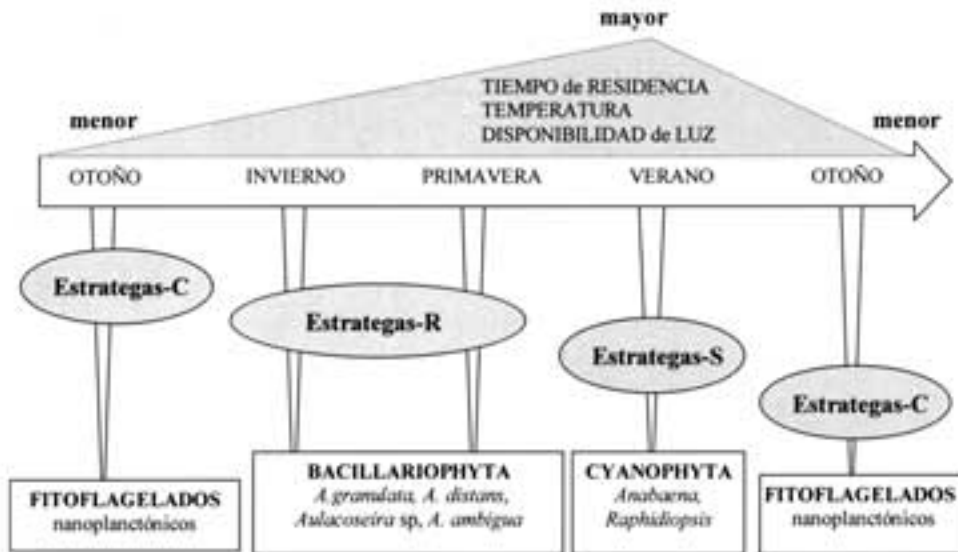 mayor
TIEMPO de RESIDENCIA
TEMPERATURA
DISPONIBILIDAD de LUZ
menor
menor
OTOÑO
INVIERNO
PRIMAVERA
VERANO
OTOÑO
Estrategas-C
Estrategas-R
Estrategas-S
Estrategas-C
FITOFLAGELADOS
nanoplanctónicos
BACILLARIOPHYTA
A.granulata, A. distans,
Aulacoseira sp, A. ambigua
CYANOPHYTA
Anabaena,
Raphidiopsis
FITOFLAGELADOS
nanoplanctónicos